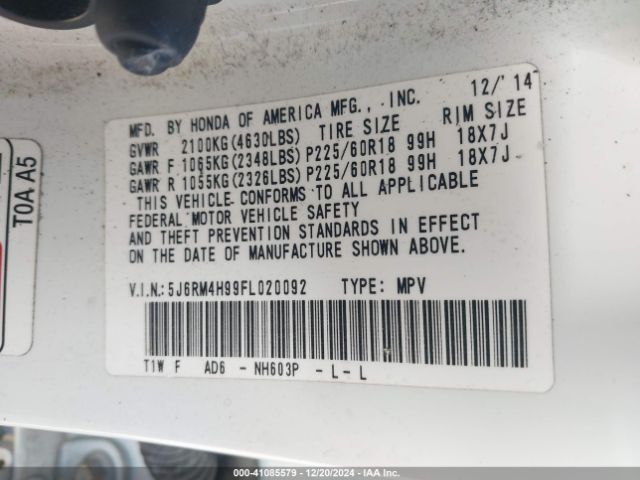 12/'14
MFD. BY HONDA OF AMERICA MFG., INC.
GVWR 2100KG(4630LBS) TIRE SIZE RIM SIZE
GAWR F 1065KG(2348LBS) P225/60R18 99H 18X7J
GAWR R 1055KG(2326LBS) P225/60R18 99H 18X7J
THIS VEHICLE CONFORMS TO ALL APPLICABLE
FEDERAL MOTOR VEHICLE SAFETY
AND THEFT PREVENTION STANDARDS IN EFFECT
ON THE DATE OF MANUFACTURE SHOWN ABOVE.
V.I.N.: 5J6RM4H99FL020092 TYPE: MPV
T1W F AD6 - NH603P - L - L
T0A A5
000-41085579 - 12/20/2024 - IAA Inc.